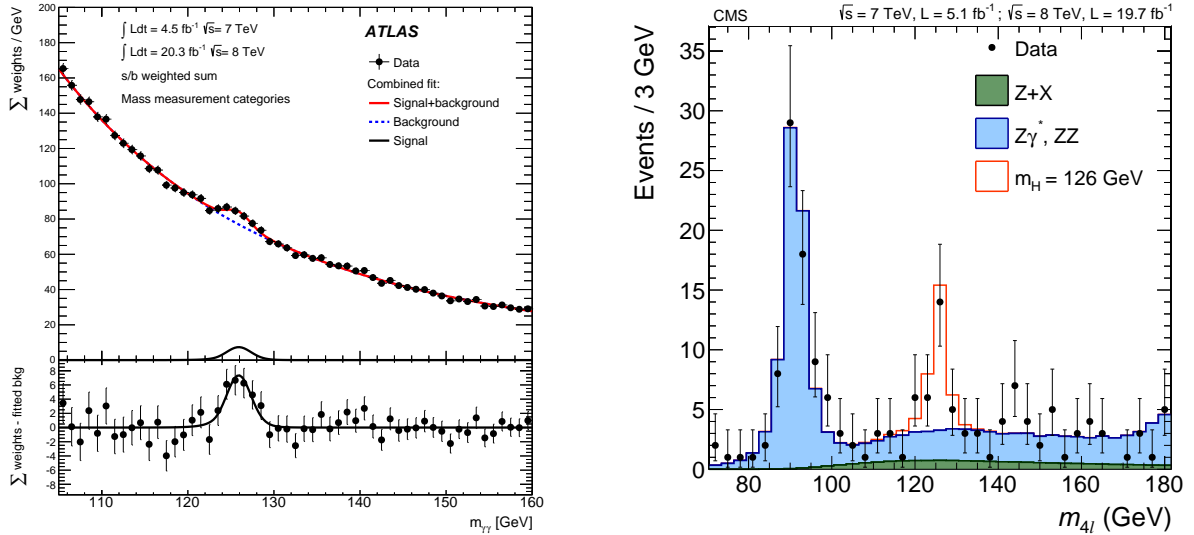 ∑ weights / GeV
200
180
160
140
120
100
80
60
40
20
0
∫ Ldt = 4.5 fb⁻¹ √s = 7 TeV
∫ Ldt = 20.3 fb⁻¹ √s = 8 TeV
s/b weighted sum
Mass measurement categories
ATLAS
Data
Combined fit:
Signal+background
Background
Signal
∑ weights - fitted bkg
8
6
4
2
0
-2
-4
-6
-8
110 120 130 140 150 160
m_γγ [GeV]
CMS √s = 7 TeV, L = 5.1 fb⁻¹ ; √s = 8 TeV, L = 19.7 fb⁻¹
Events / 3 GeV
35
30
25
20
15
10
5
0
Data
Z+X
Zγ*, ZZ
m_H = 126 GeV
80 100 120 140 160 180
m_4l (GeV)